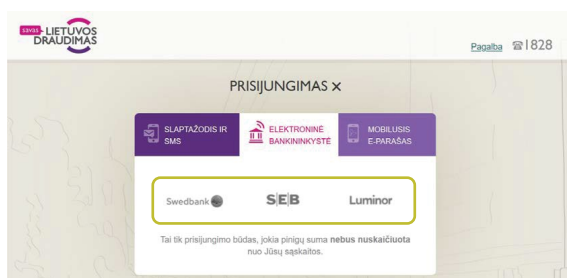 savas
LIETUVOS
DRAUDIMAS
Pagalba ☎1828
PRISIJUNGIMAS ×
SLAPTAŽODIS IR
SMS
ELEKTRONINĖ
BANKININKYSTĖ
MOBILUSIS
E-PARAŠAS
Swedbank
SEB
Luminor
Tai tik prisijungimo būdas, jokia pinigų suma nebus nuskaičiuota
nuo Jūsų sąskaitos.